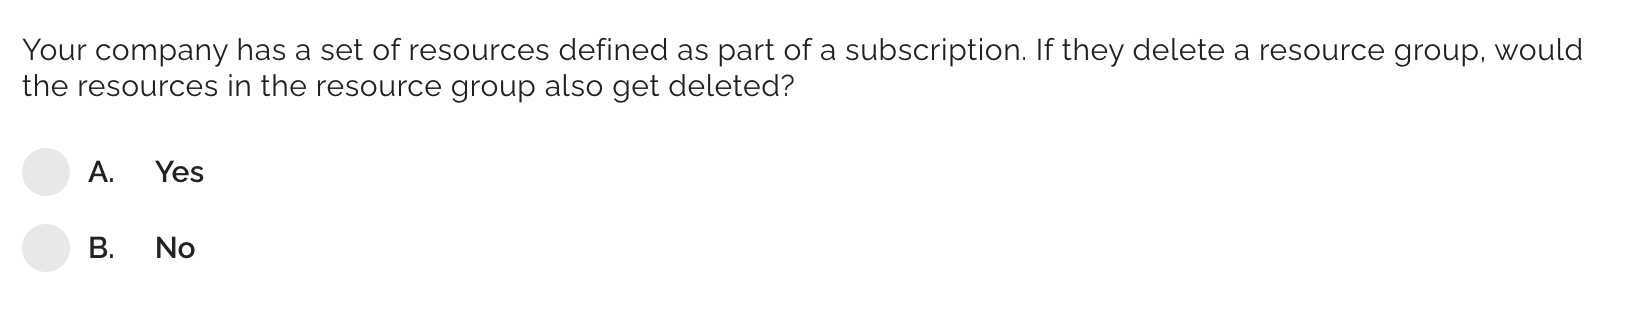 Your company has a set of resources defined as part of a subscription. If they delete a resource group, would
the resources in the resource group also get deleted?
A. Yes
B. No